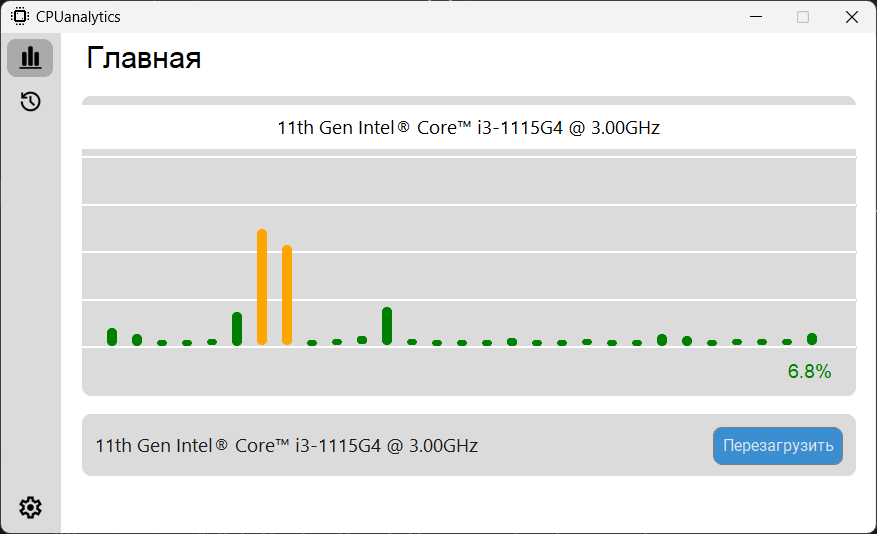 CPUanalytics
Главная
11th Gen Intel® Core™ i3-1115G4 @ 3.00GHz
6.8%
11th Gen Intel® Core™ i3-1115G4 @ 3.00GHz
Перезагрузить